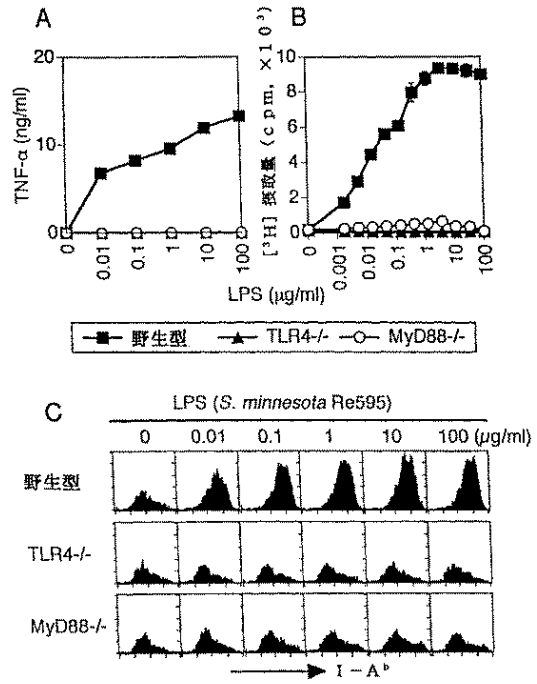 A
B
TNF-α (ng/ml)
20
10
0
0
0.01
0.1
1
10
100
[³H] 摂取量 (cpm, ×10³)
10
8
6
4
2
0
0
0.001
0.01
0.1
1
10
100
LPS (μg/ml)
野生型 TLR4-/- MyD88-/-
C
LPS (S. minnesota Re595)
0 0.01 0.1 1 10 100 (μg/ml)
野生型
TLR4-/-
MyD88-/-
I-Aᵇ